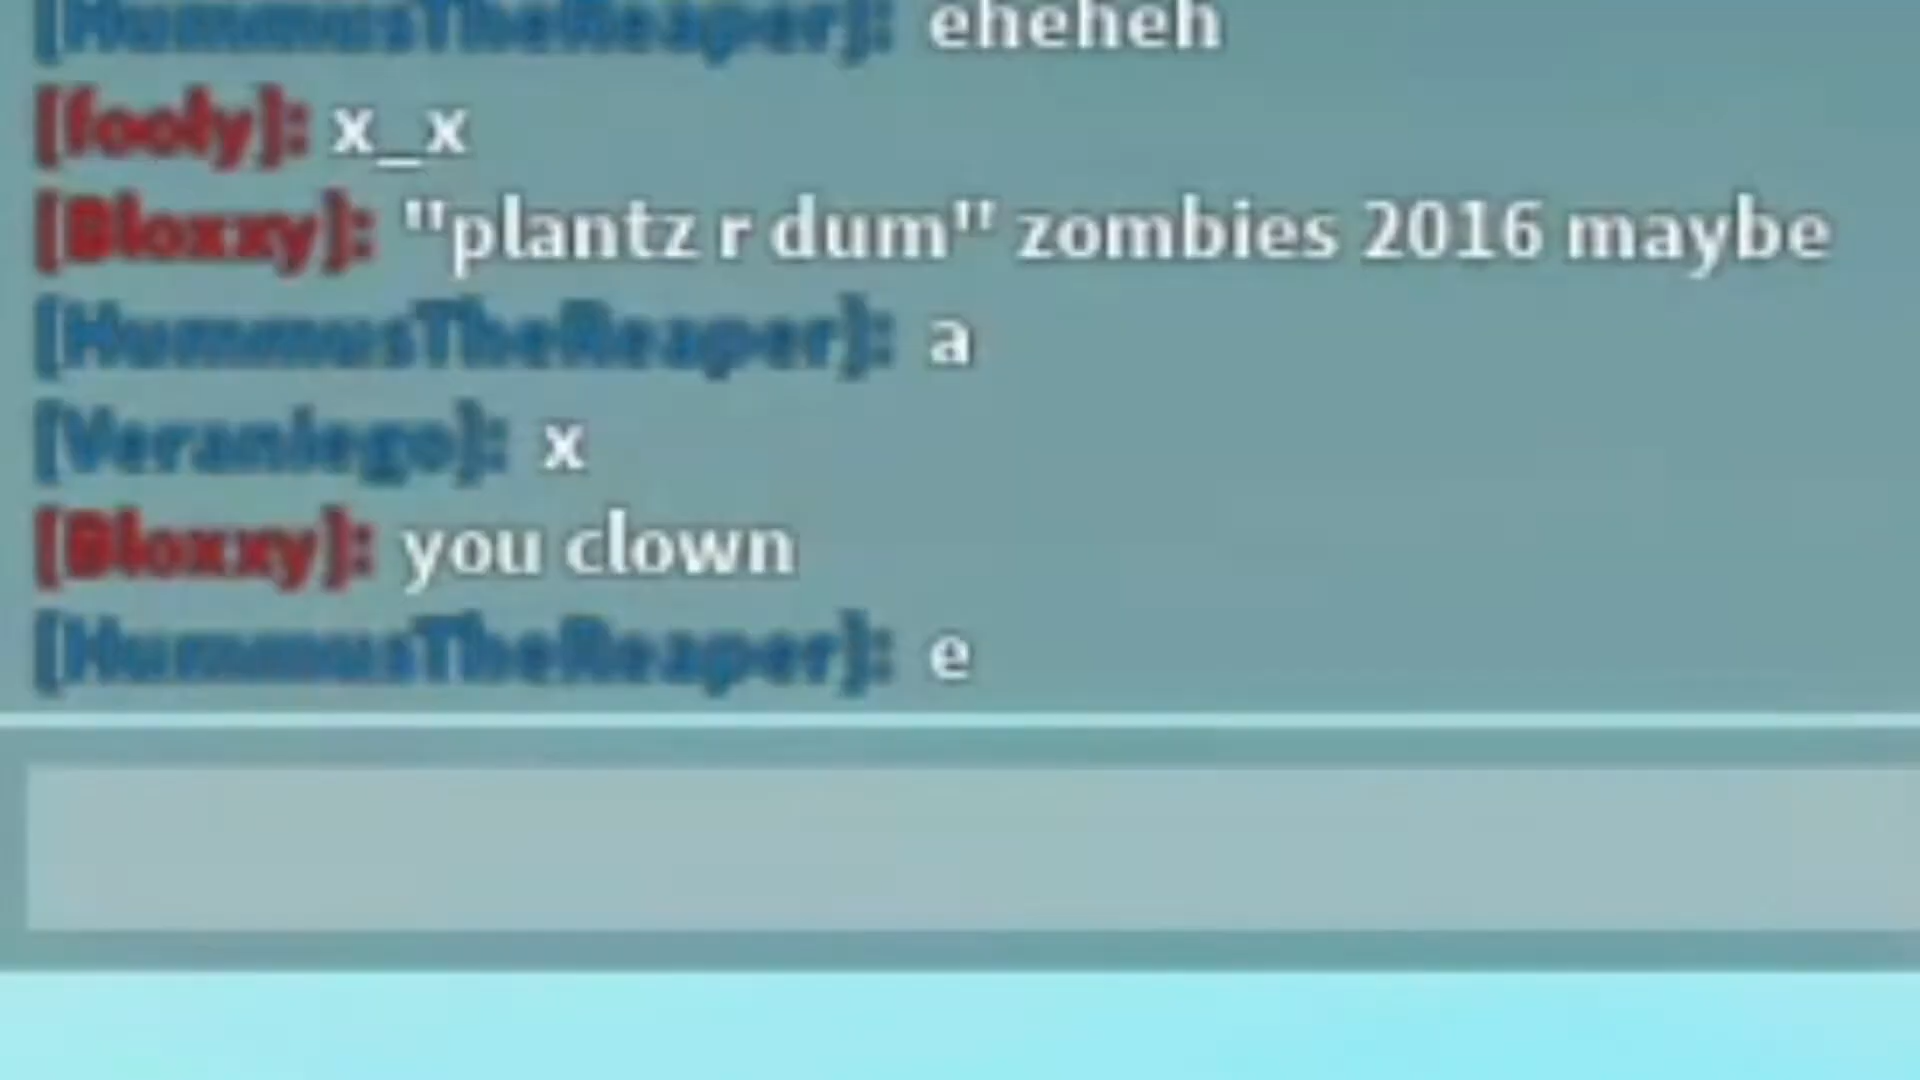 [HummusTheReaper]: eheheh
[fooly]: x_x
[Bloxxy]: "plantz r dum" zombies 2016 maybe
[HummusTheReaper]: a
[Veraniego]: x
[Bloxxy]: you clown
[HummusTheReaper]: e